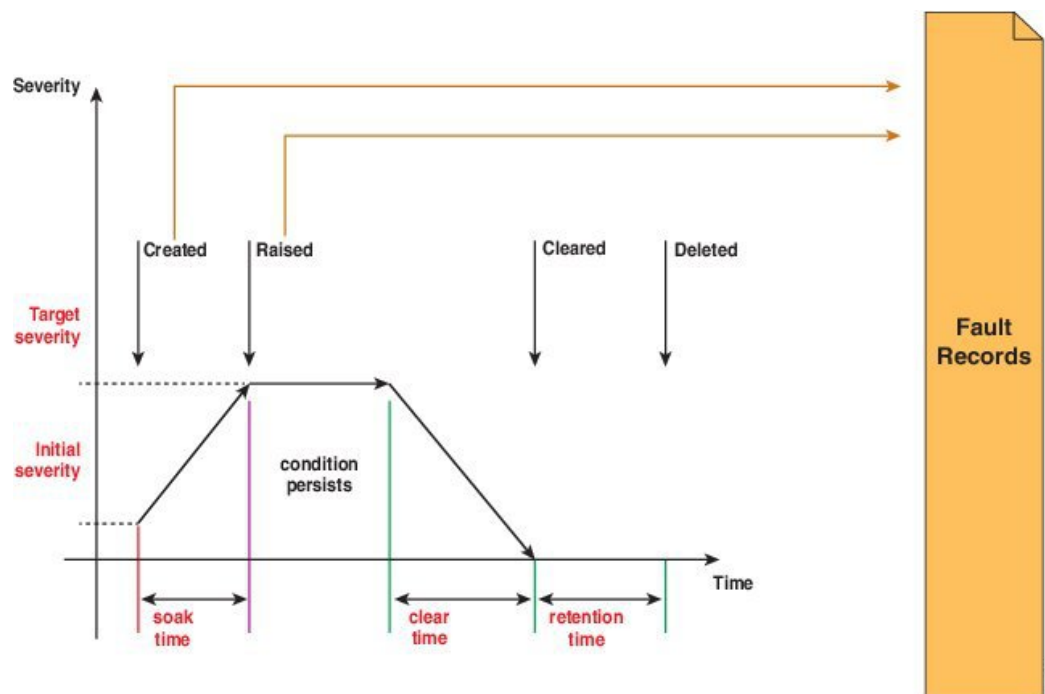 Severity
Created
Raised
Cleared
Deleted
Target
severity
Fault
Records
Initial
severity
condition
persists
Time
soak
time
clear
time
retention
time